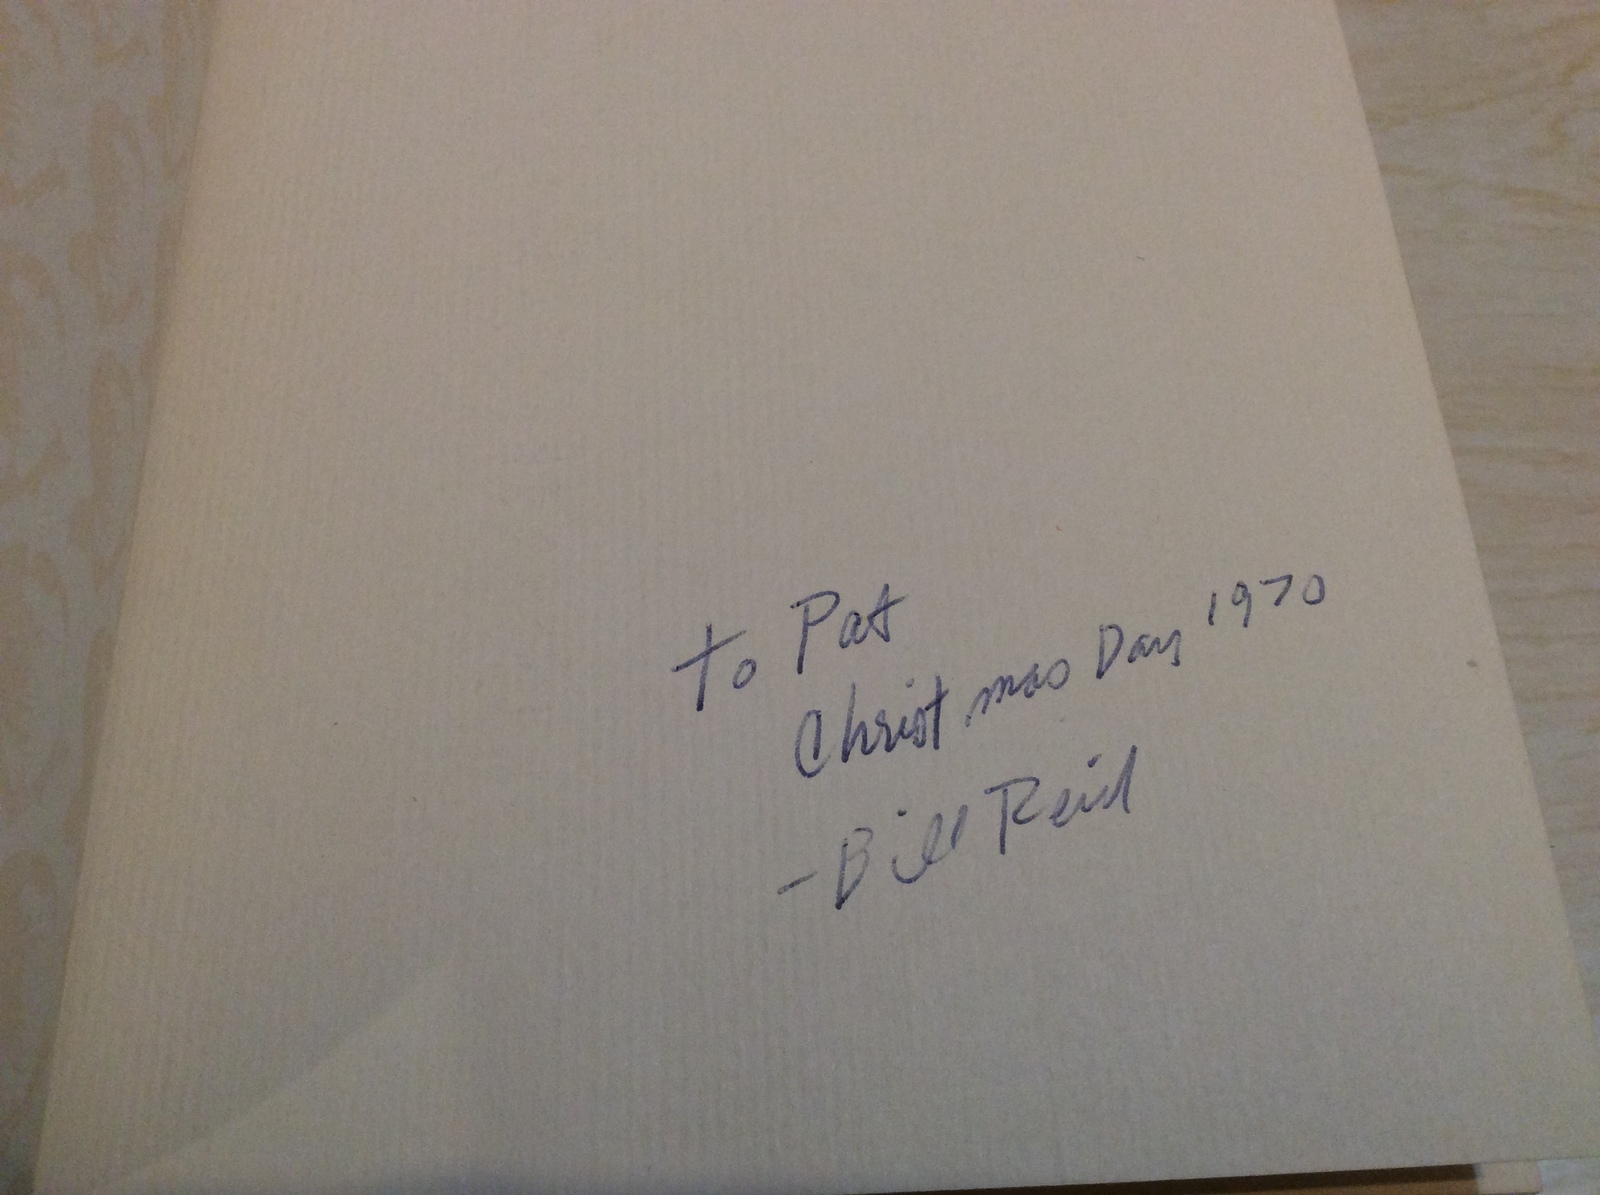 To Pat
Christmas Day 1970
- Bill Reid